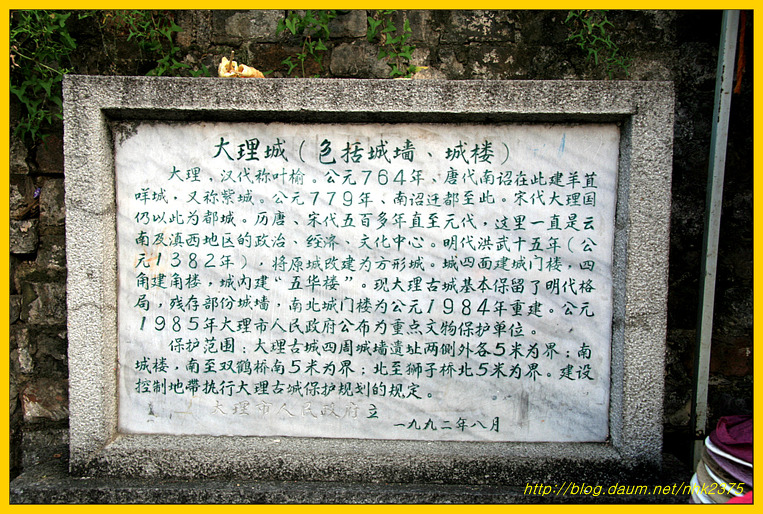 大理城（包括城墙、城楼）
大理，汉代称叶榆。公元764年、唐代南诏在此建羊苴
咩城，又称紫城。公元779年、南诏迁都至此。宋代大理国
仍以此为都城。历唐、宋代五百多年直至元代，这里一直是云
南及滇西地区的政治、经济、文化中心。明代洪武十五年（公
元1382年），将原城改建为方形城。城四面建城门楼，四
角建角楼，城内建“五华楼”。现大理古城基本保留了明代格
局，残存部份城墙，南北城门楼为公元1984年重建。公元
1985年大理市人民政府公布为重点文物保护单位。
保护范围：大理古城四周城墙遗址两侧外各5米为界；南
城楼，南至双鹤桥南5米为界；北至狮子桥北5米为界。建设
控制地带执行大理古城保护规划的规定。
大理市人民政府立
一九九二年八月
http://blog.daum.net/nnk2375